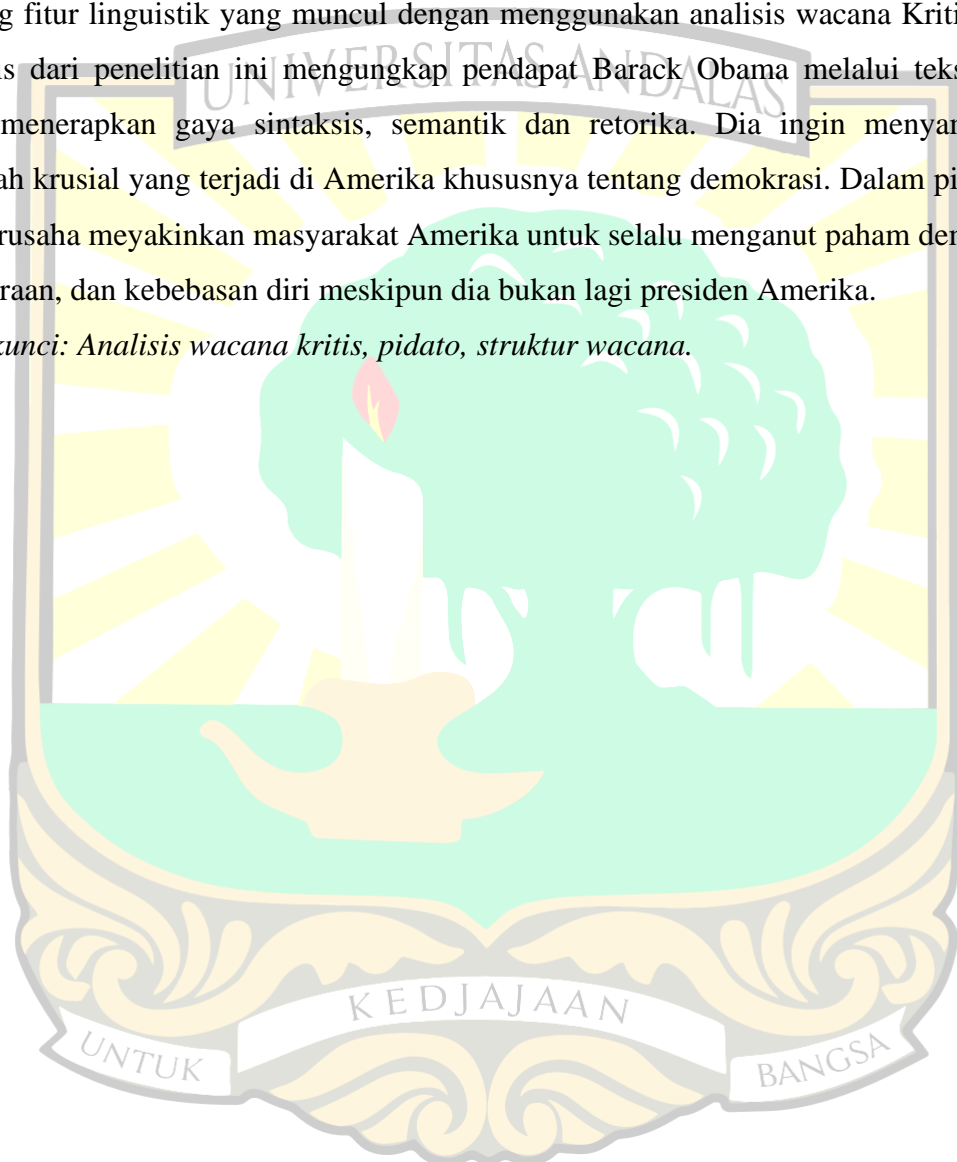 g fitur linguistik yang muncul dengan menggunakan analisis wacana Kriti
is dari penelitian ini mengungkap pendapat Barack Obama melalui teks
menerapkan gaya sintaksis, semantik dan retorika. Dia ingin menyam
ah krusial yang terjadi di Amerika khususnya tentang demokrasi. Dalam pi
rusaha meyakinkan masyarakat Amerika untuk selalu menganut paham de
raan, dan kebebasan diri meskipun dia bukan lagi presiden Amerika.
unci: Analisis wacana kritis, pidato, struktur wacana.
UNIVERSITAS ANDALAS
KEDJAJAAN
UNTUK BANGSA